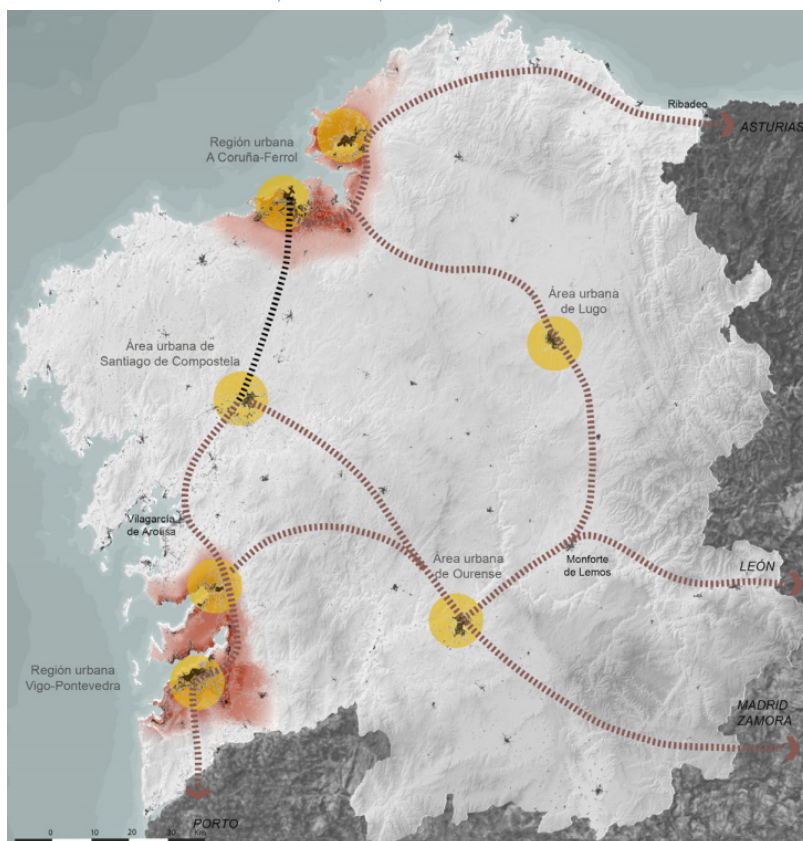 Ribadeo
ASTURIAS
Región urbana
A Coruña-Ferrol
Área urbana
de Lugo
Área urbana de
Santiago de Compostela
Vilagarcía
de Arousa
Área urbana
de Ourense
Monforte
de Lemos
LEÓN
Región urbana
Vigo-Pontevedra
MADRID
ZAMORA
PORTO
0 10 20 30 Km